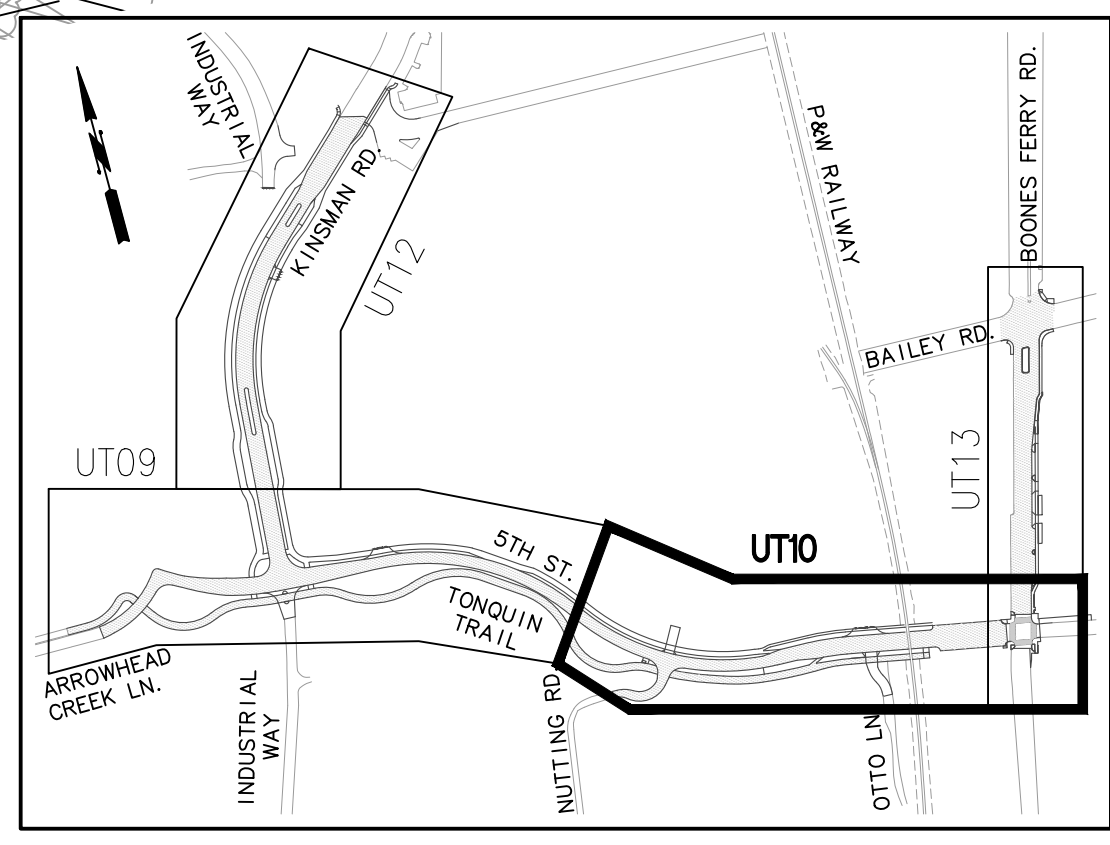 INDUSTRIAL
WAY
KINSMAN RD.
UT12
P&W RAILWAY
BOONES FERRY RD.
BAILEY RD.
UT13
UT09
5TH ST.
UT10
TONQUIN
TRAIL
ARROWHEAD
CREEK LN.
INDUSTRIAL
WAY
NUTTING RD.
OTTO LN